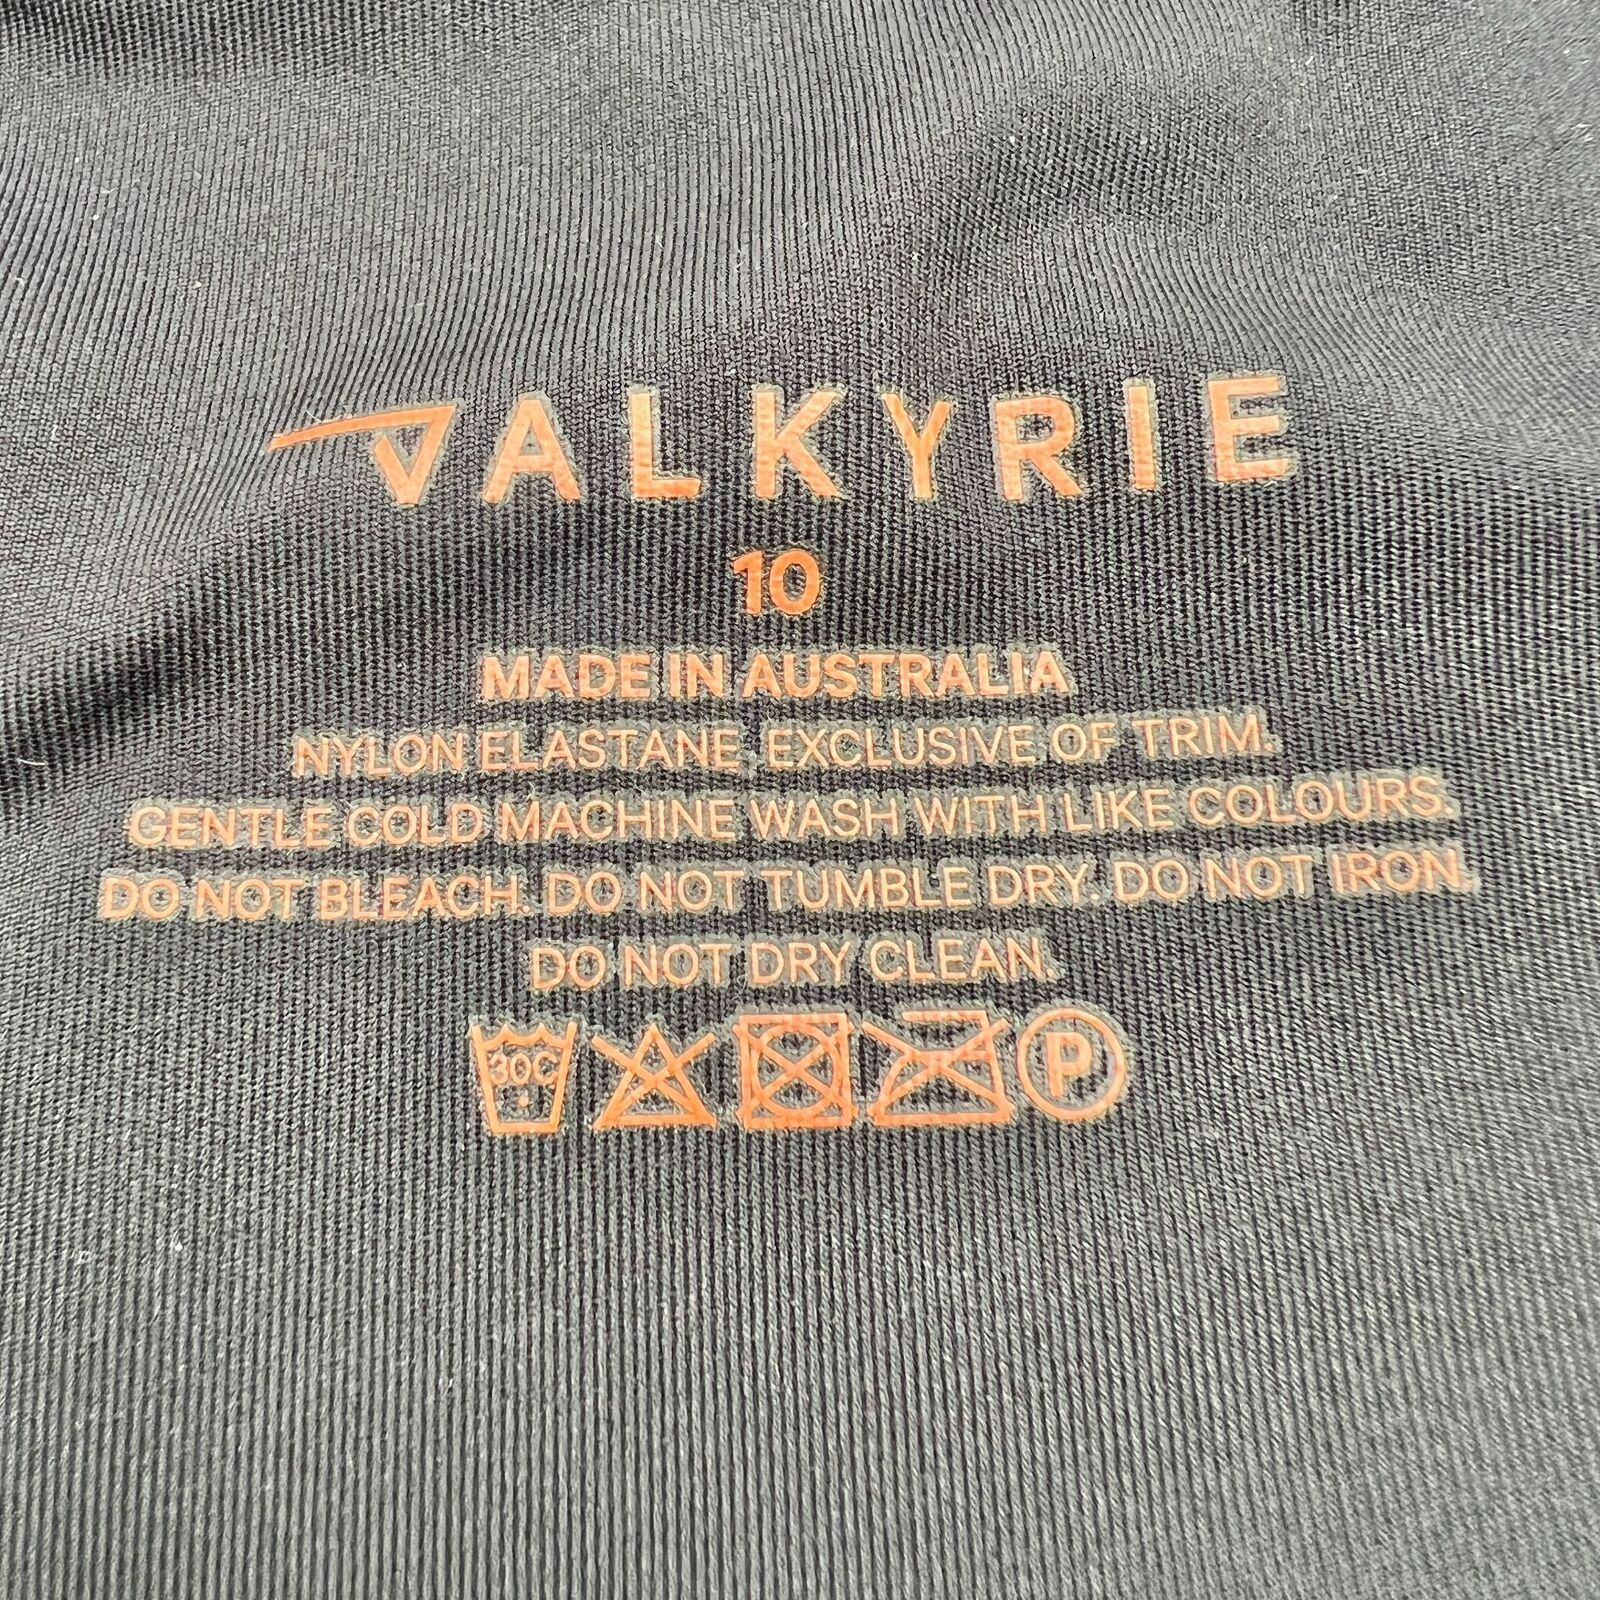 VALKYRIE
10
MADE IN AUSTRALIA
NYLON ELASTANE, EXCLUSIVE OF TRIM.
GENTLE COLD MACHINE WASH WITH LIKE COLOURS.
DO NOT BLEACH. DO NOT TUMBLE DRY. DO NOT IRON.
DO NOT DRY CLEAN.
30C P